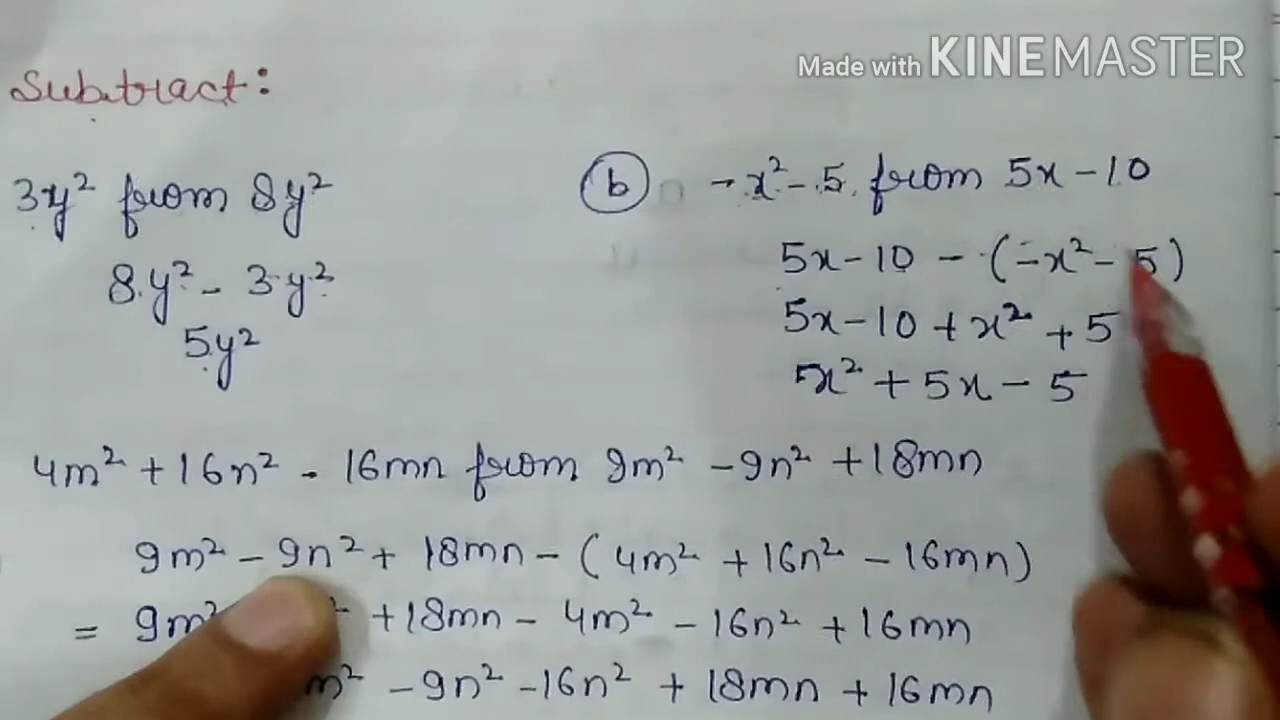 Made with KINEMASTER
Subtract:
3y² from 8y²
8y² - 3y²
5y²
b -x² - 5 from 5x - 10
5x - 10 - (-x² - 5)
5x - 10 + x² + 5
x² + 5x - 5
4m² + 16n² - 16mn from 9m² - 9n² + 18mn
9m² - 9n² + 18mn - (4m² + 16n² - 16mn)
= 9m² + 18mn - 4m² - 16n² + 16mn
m² - 9n² - 16n² + 18mn + 16mn